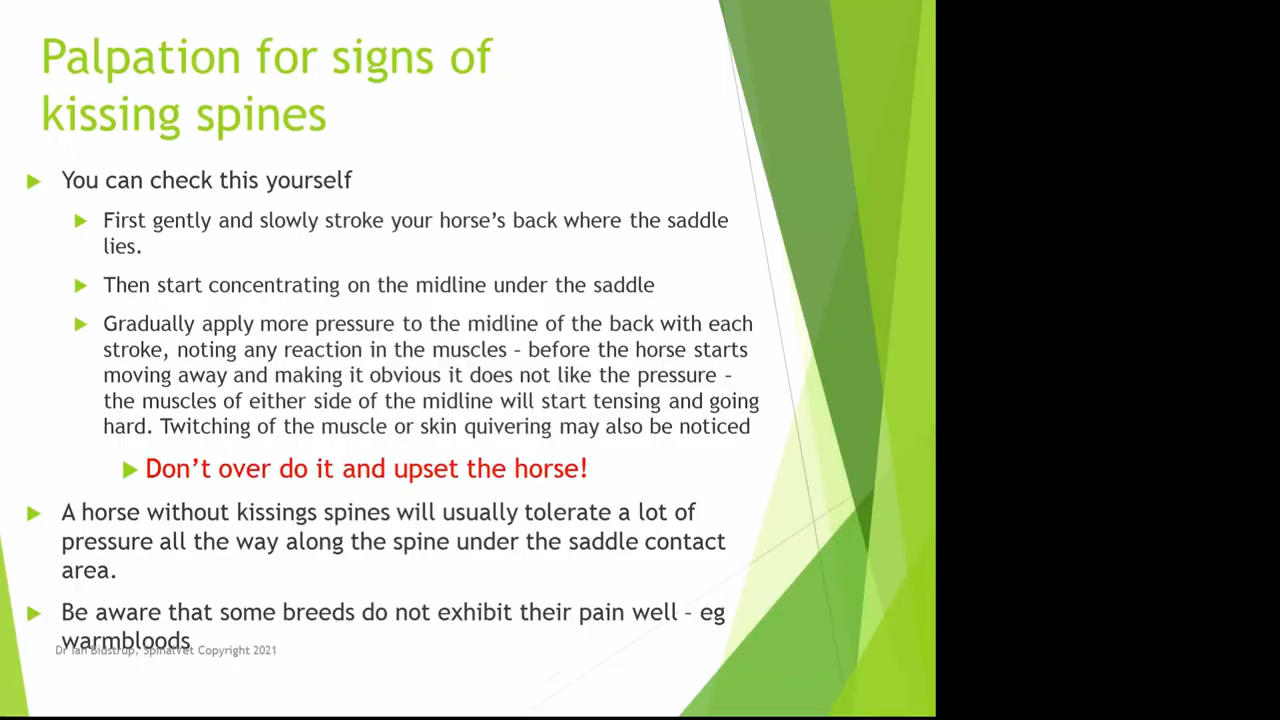 Palpation for signs of
kissing spines
You can check this yourself
First gently and slowly stroke your horse’s back where the saddle
lies.
Then start concentrating on the midline under the saddle
Gradually apply more pressure to the midline of the back with each
stroke, noting any reaction in the muscles – before the horse starts
moving away and making it obvious it does not like the pressure –
the muscles of either side of the midline will start tensing and going
hard. Twitching of the muscle or skin quivering may also be noticed
Don’t over do it and upset the horse!
A horse without kissings spines will usually tolerate a lot of
pressure all the way along the spine under the saddle contact
area.
Be aware that some breeds do not exhibit their pain well – eg
warmbloods
Dr Ian Bidstrup, SpinalVet Copyright 2021